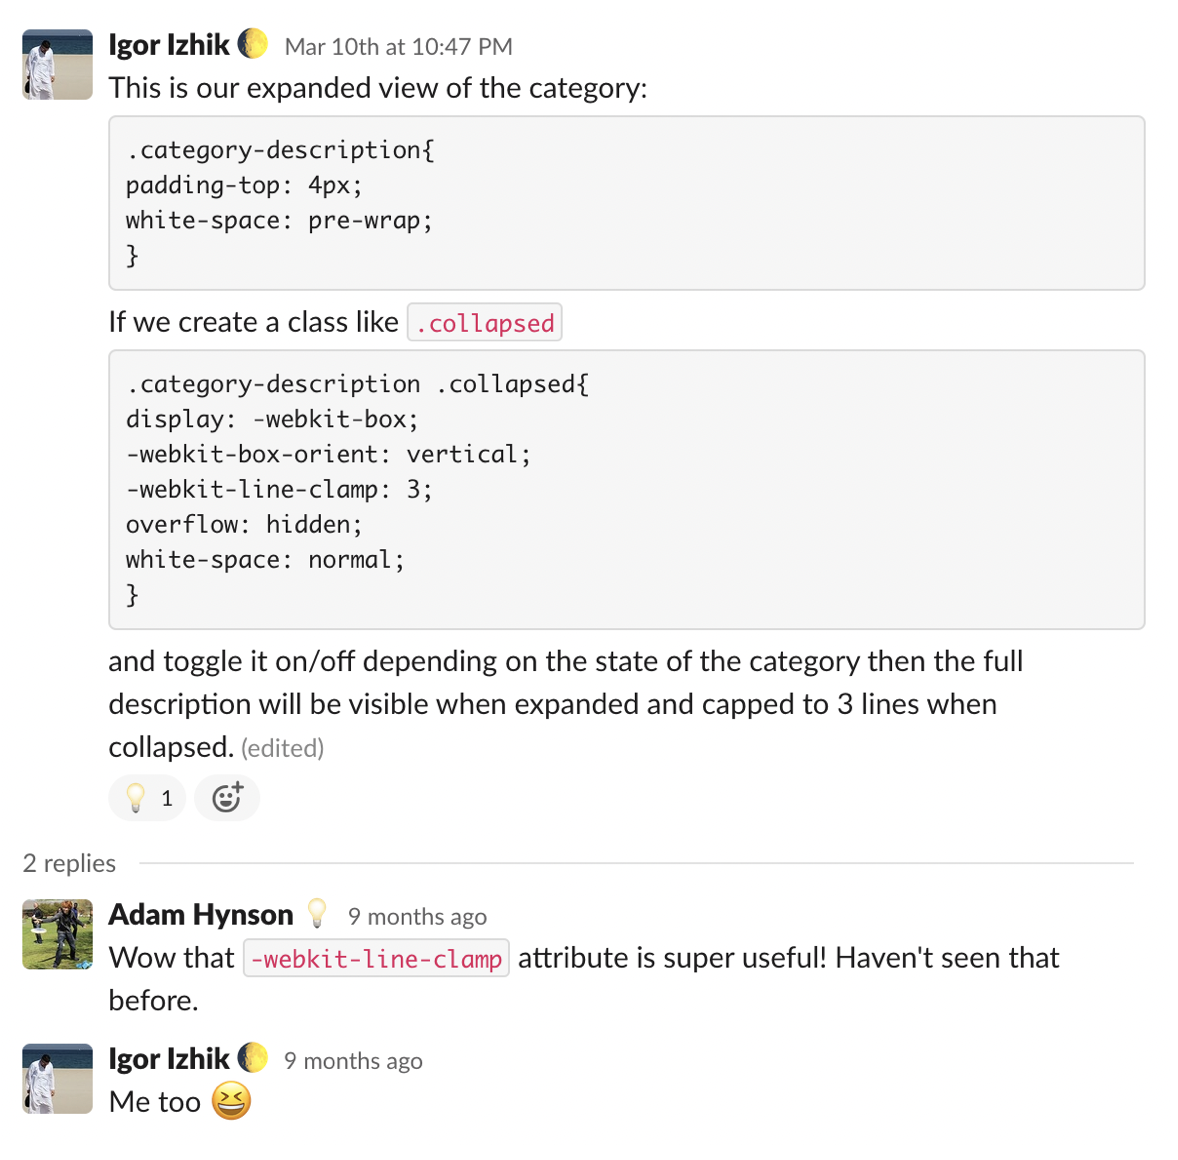 Igor Izhik Mar 10th at 10:47 PM
This is our expanded view of the category:
.category-description{
padding-top: 4px;
white-space: pre-wrap;
}
If we create a class like .collapsed
.category-description .collapsed{
display: -webkit-box;
-webkit-box-orient: vertical;
-webkit-line-clamp: 3;
overflow: hidden;
white-space: normal;
}
and toggle it on/off depending on the state of the category then the full
description will be visible when expanded and capped to 3 lines when
collapsed. (edited)
1
2 replies
Adam Hynson 9 months ago
Wow that -webkit-line-clamp attribute is super useful! Haven't seen that
before.
Igor Izhik 9 months ago
Me too